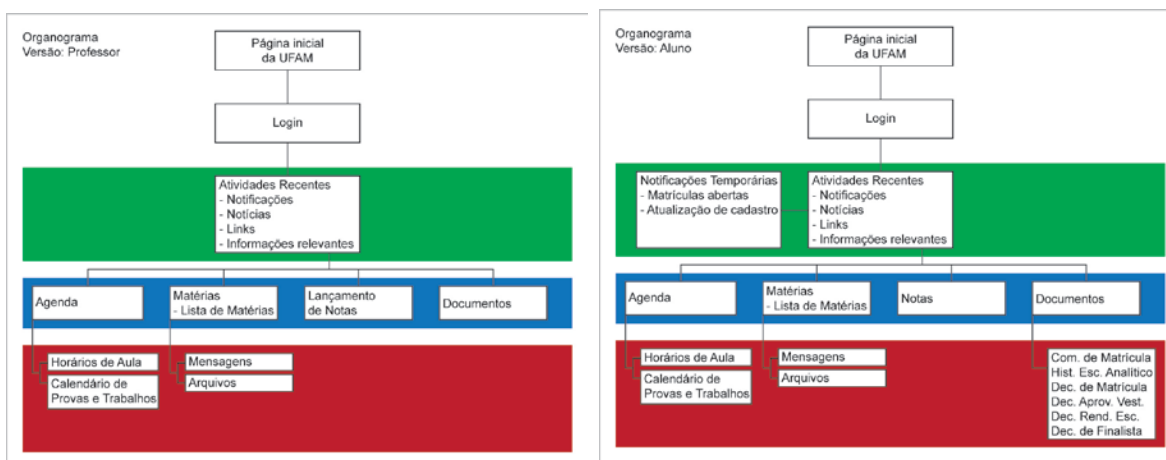 Organograma
Versão: Professor
Página inicial
da UFAM
Login
Atividades Recentes
- Notificações
- Notícias
- Links
- Informações relevantes
Agenda
Matérias
- Lista de Matérias
Lançamento
de Notas
Documentos
Horários de Aula
Calendário de
Provas e Trabalhos
Mensagens
Arquivos
Organograma
Versão: Aluno
Página inicial
da UFAM
Login
Notificações Temporárias
- Matrículas abertas
- Atualização de cadastro
Atividades Recentes
- Notificações
- Notícias
- Links
- Informações relevantes
Agenda
Matérias
- Lista de Matérias
Notas
Documentos
Horários de Aula
Calendário de
Provas e Trabalhos
Mensagens
Arquivos
Com. de Matrícula
Hist. Esc. Analítico
Dec. de Matrícula
Dec. Aprov. Vest.
Dec. Rend. Esc.
Dec. de Finalista